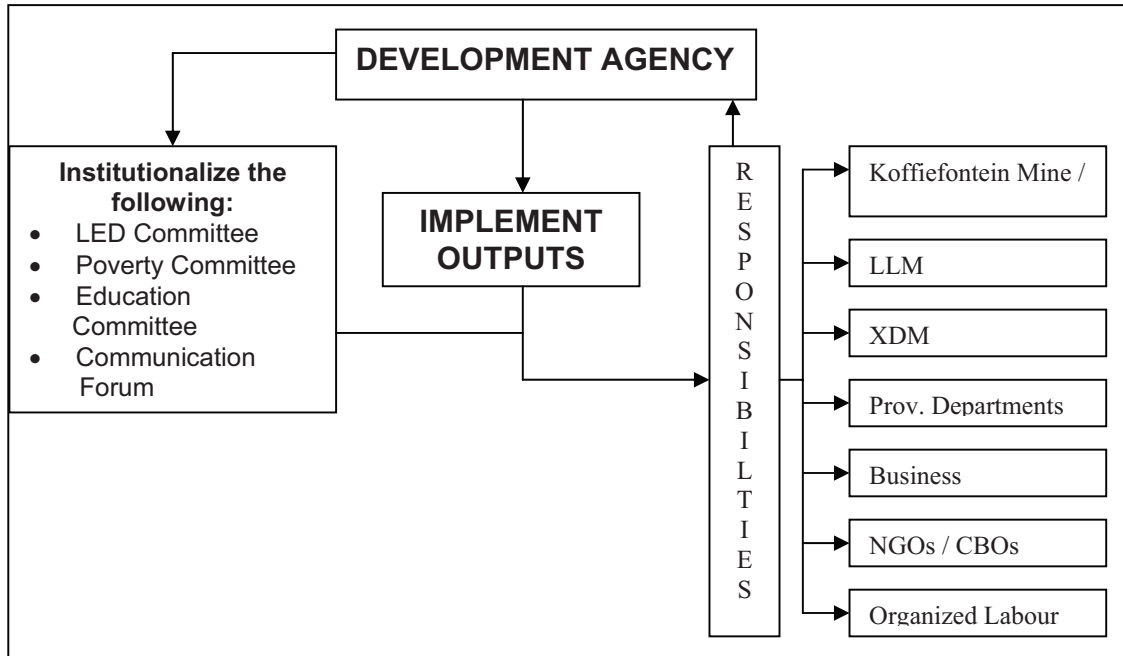 DEVELOPMENT AGENCY
Institutionalize the
following:
• LED Committee
• Poverty Committee
• Education
Committee
• Communication
Forum
IMPLEMENT
OUTPUTS
R
E
S
P
O
N
S
I
B
I
L
T
I
E
S
Koffiefontein Mine /
LLM
XDM
Prov. Departments
Business
NGOs / CBOs
Organized Labour